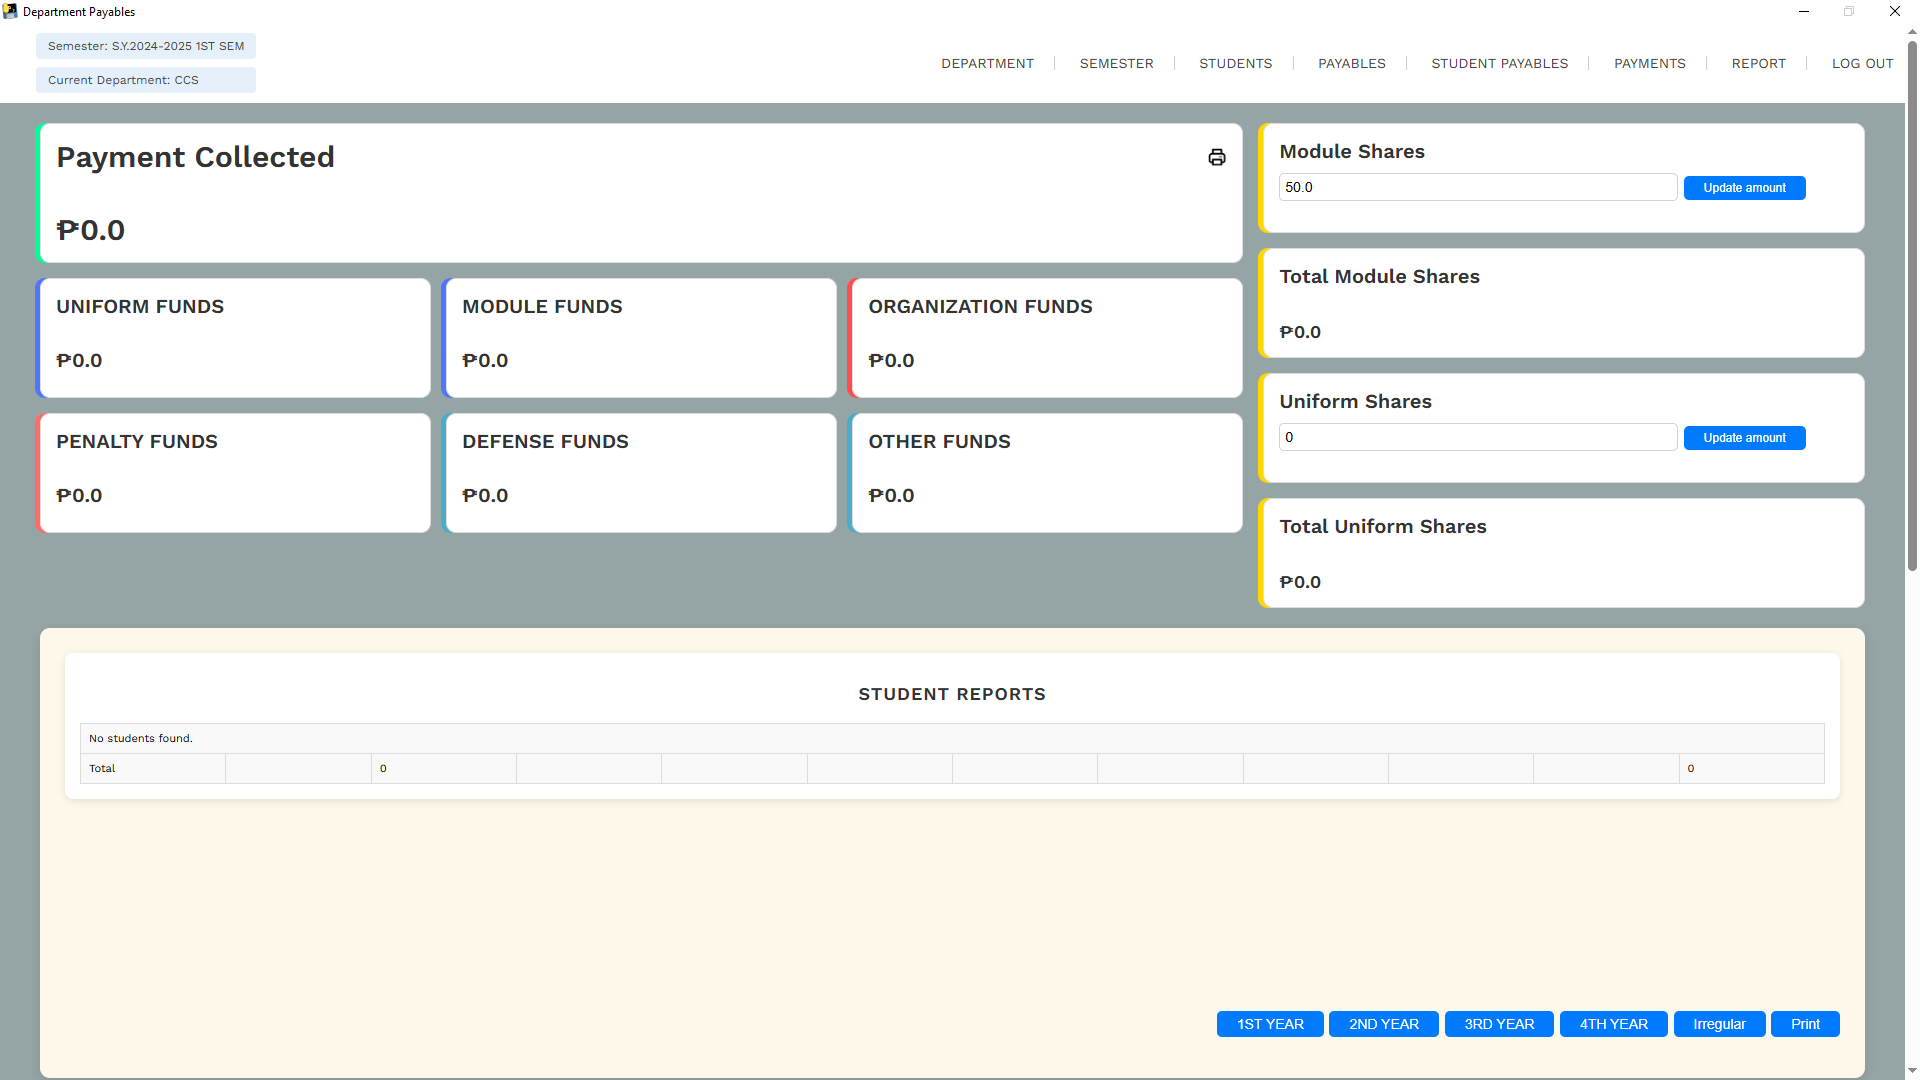 Department Payables
Semester: S.Y.2024-2025 1ST SEM
Current Department: CCS
DEPARTMENT
SEMESTER
STUDENTS
PAYABLES
STUDENT PAYABLES
PAYMENTS
REPORT
LOG OUT
Payment Collected
₱0.0
UNIFORM FUNDS
₱0.0
MODULE FUNDS
₱0.0
ORGANIZATION FUNDS
₱0.0
PENALTY FUNDS
₱0.0
DEFENSE FUNDS
₱0.0
OTHER FUNDS
₱0.0
Module Shares
50.0
Update amount
Total Module Shares
₱0.0
Uniform Shares
0
Update amount
Total Uniform Shares
₱0.0
STUDENT REPORTS
No students found.
Total 0 0
1ST YEAR
2ND YEAR
3RD YEAR
4TH YEAR
Irregular
Print